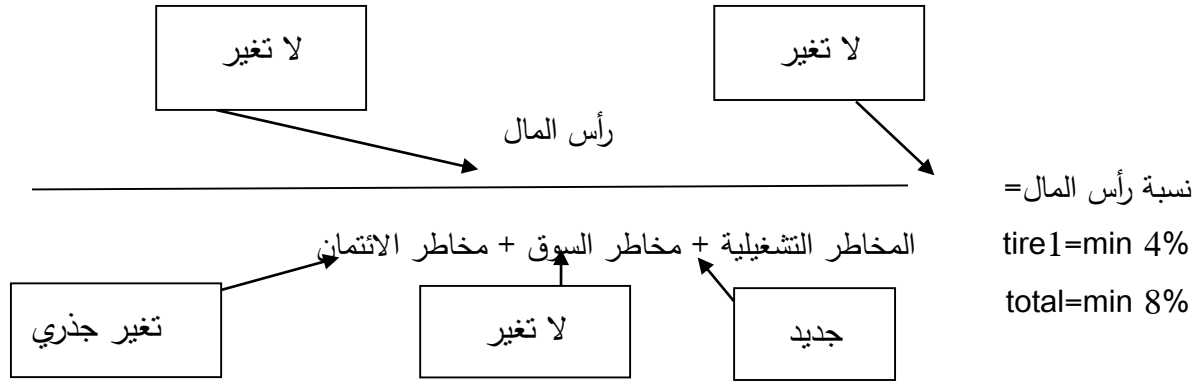 لا تغير
لا تغير
رأس المال
نسبة رأس المال=
المخاطر التشغيلية + مخاطر السوق + مخاطر الائتمان
tire1=min 4%
total=min 8%
جديد
لا تغير
تغير جذري